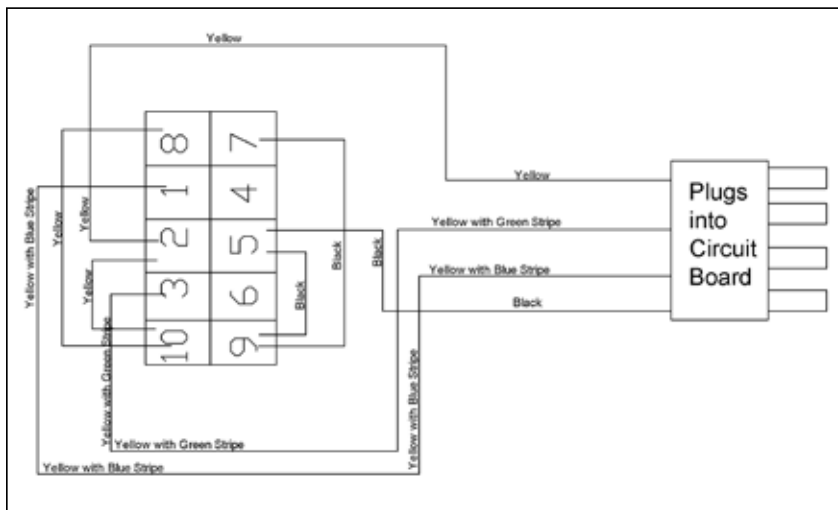 Yellow
8 7
1 4
2 5
3 6
10 9
Yellow with Blue Stripe
Yellow
Yellow
Yellow
Yellow with Green Stripe
Black
Black
Black
Yellow
Yellow with Green Stripe
Yellow with Blue Stripe
Black
Plugs
into
Circuit
Board
Yellow with Blue Stripe
Yellow with Green Stripe
Yellow with Blue Stripe